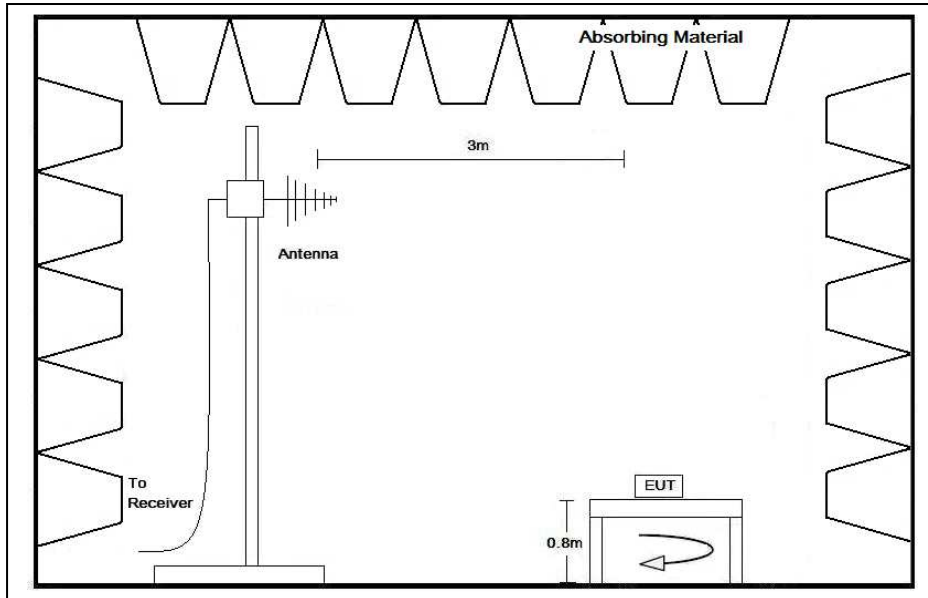 Absorbing Material
3m
Antenna
To
Receiver
EUT
0.8m